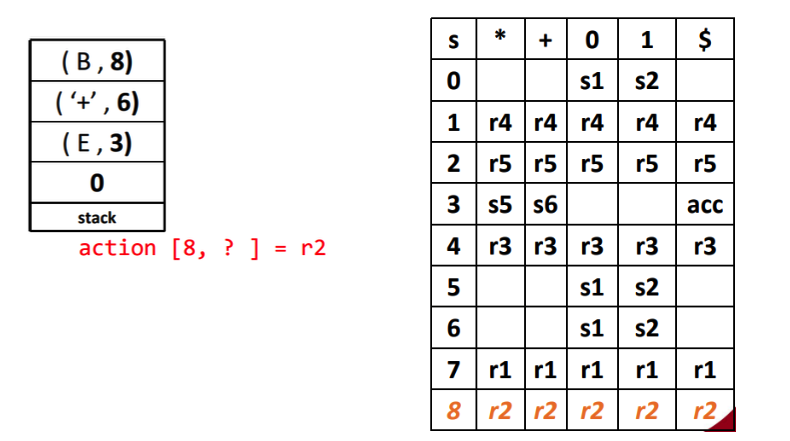 ( B , 8)
( ‘+’ , 6)
( E , 3)
0
stack
action [8, ? ] = r2
s * + 0 1 $
0 s1 s2
1 r4 r4 r4 r4 r4
2 r5 r5 r5 r5 r5
3 s5 s6 acc
4 r3 r3 r3 r3 r3
5 s1 s2
6 s1 s2
7 r1 r1 r1 r1 r1
8 r2 r2 r2 r2 r2